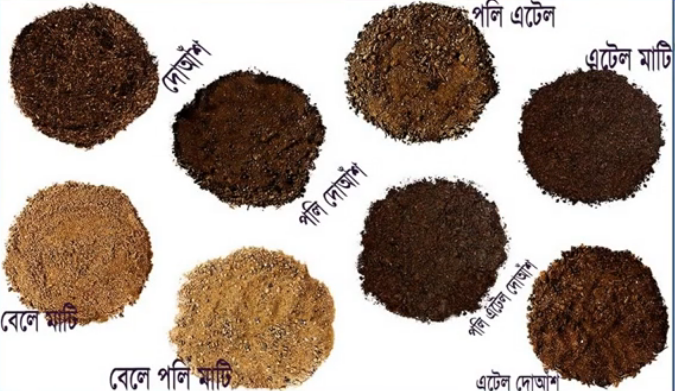 পলি এটেল
দোআঁশ
এটেল মাটি
পলি দোআঁশ
পলি এটেল দোআঁশ
বেলে মাটি
বেলে পলি মাটি
এটেল দোআঁশ